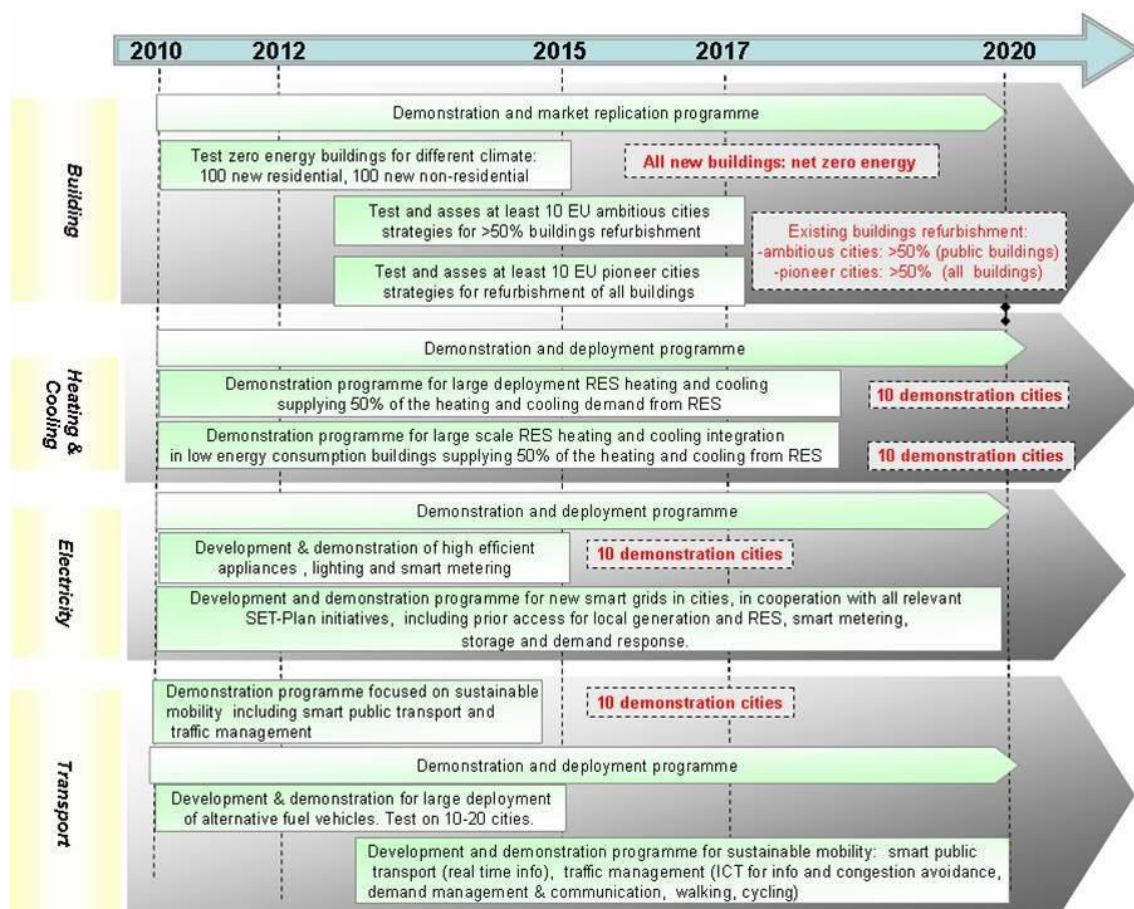 2010
2012
2015
2017
2020
Building
Demonstration and market replication programme
Test zero energy buildings for different climate:
100 new residential, 100 new non-residential
All new buildings: net zero energy
Test and asses at least 10 EU ambitious cities
strategies for >50% buildings refurbishment
Existing buildings refurbishment:
-ambitious cities: >50% (public buildings)
-pioneer cities: >50% (all buildings)
Test and asses at least 10 EU pioneer cities
strategies for refurbishment of all buildings
Heating &
Cooling
Demonstration and deployment programme
Demonstration programme for large deployment RES heating and cooling
supplying 50% of the heating and cooling demand from RES
10 demonstration cities
Demonstration programme for large scale RES heating and cooling integration
in low energy consumption buildings supplying 50% of the heating and cooling from RES
10 demonstration cities
Electricity
Demonstration and deployment programme
Development & demonstration of high efficient
appliances , lighting and smart metering
10 demonstration cities
Development and demonstration programme for new smart grids in cities, in cooperation with all relevant
SET-Plan initiatives, including prior access for local generation and RES, smart metering,
storage and demand response.
Transport
Demonstration programme focused on sustainable
mobility including smart public transport and
traffic management
10 demonstration cities
Demonstration and deployment programme
Development & demonstration for large deployment
of alternative fuel vehicles. Test on 10-20 cities.
Development and demonstration programme for sustainable mobility: smart public
transport (real time info), traffic management (ICT for info and congestion avoidance,
demand management & communication, walking, cycling)